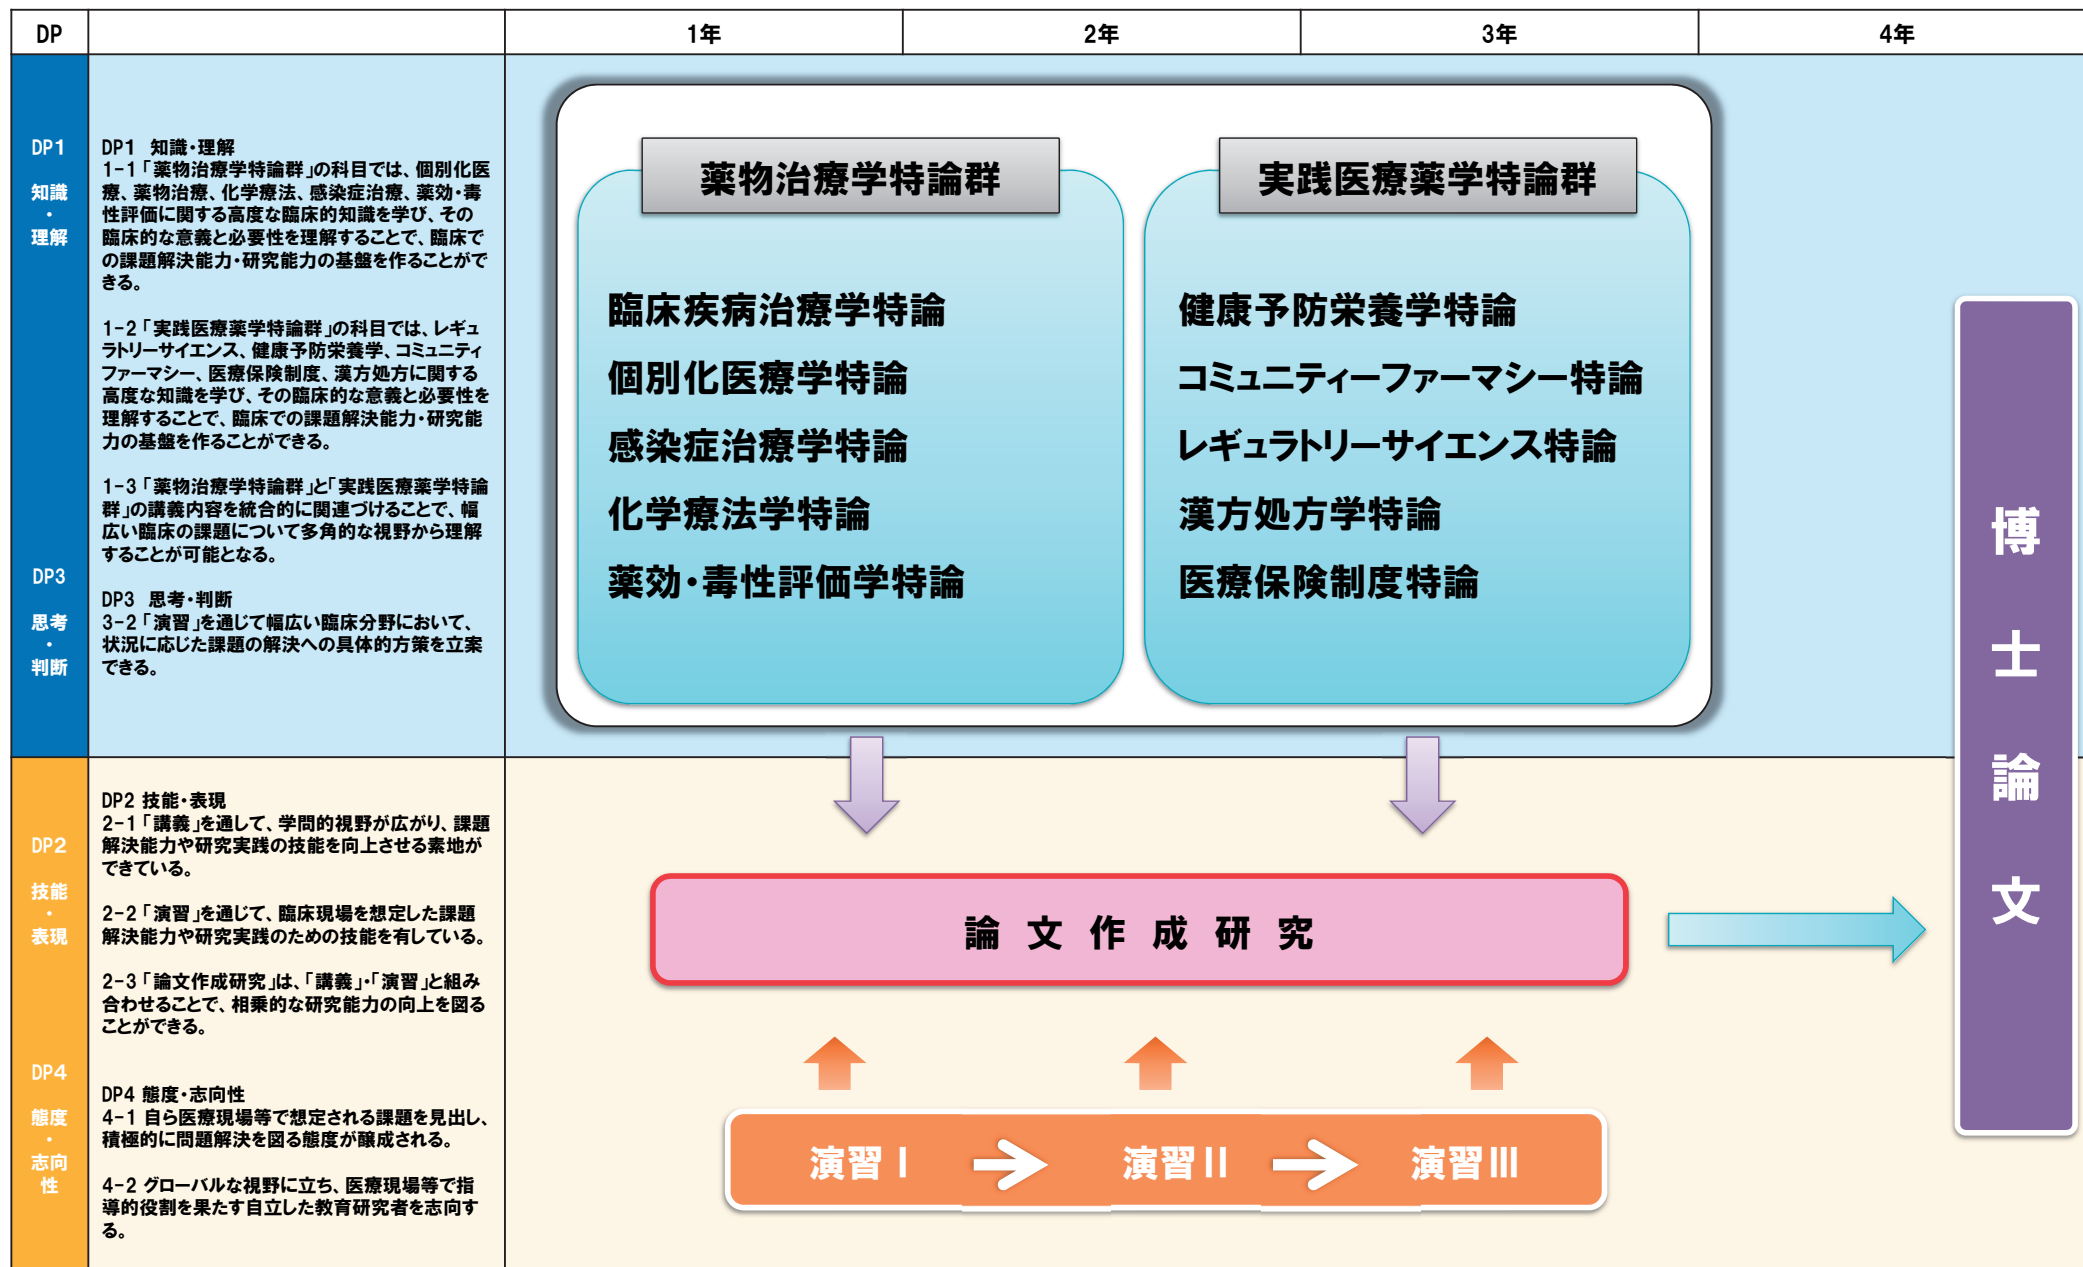 DP
1年
2年
3年
4年
DP1
知識
・
理解
DP3
思考
・
判断
DP1 知識・理解
1-1「薬物治療学特論群」の科目では、個別化医
療、薬物治療、化学療法、感染症治療、薬効・毒
性評価に関する高度な臨床的知識を学び、その
臨床的な意義と必要性を理解することで、臨床で
の課題解決能力・研究能力の基盤を作ることがで
きる。
1-2「実践医療薬学特論群」の科目では、レギュ
ラトリーサイエンス、健康予防栄養学、コミュニティ
ファーマシー、医療保険制度、漢方処方に関する
高度な知識を学び、その臨床的な意義と必要性を
理解することで、臨床での課題解決能力・研究能
力の基盤を作ることができる。
1-3「薬物治療学特論群」と「実践医療薬学特論
群」の講義内容を統合的に関連づけることで、幅
広い臨床の課題について多角的な視野から理解
することが可能となる。
DP3 思考・判断
3-2「演習」を通じて幅広い臨床分野において、
状況に応じた課題の解決への具体的方策を立案
できる。
薬物治療学特論群
臨床疾病治療学特論
個別化医療学特論
感染症治療学特論
化学療法学特論
薬効・毒性評価学特論
実践医療薬学特論群
健康予防栄養学特論
コミュニティーファーマシー特論
レギュラトリーサイエンス特論
漢方処方学特論
医療保険制度特論
博士論文
DP2
技能
・
表現
DP4
態度
・
志向
性
DP2 技能・表現
2-1「講義」を通して、学問的視野が広がり、課題
解決能力や研究実践の技能を向上させる素地が
できている。
2-2「演習」を通じて、臨床現場を想定した課題
解決能力や研究実践のための技能を有している。
2-3「論文作成研究」は、「講義」・「演習」と組み
合わせることで、相乗的な研究能力の向上を図る
ことができる。
DP4 態度・志向性
4-1 自ら医療現場等で想定される課題を見出し、
積極的に問題解決を図る態度が醸成される。
4-2 グローバルな視野に立ち、医療現場等で指
導的役割を果たす自立した教育研究者を志向す
る。
論文作成研究
演習Ⅰ
演習Ⅱ
演習Ⅲ